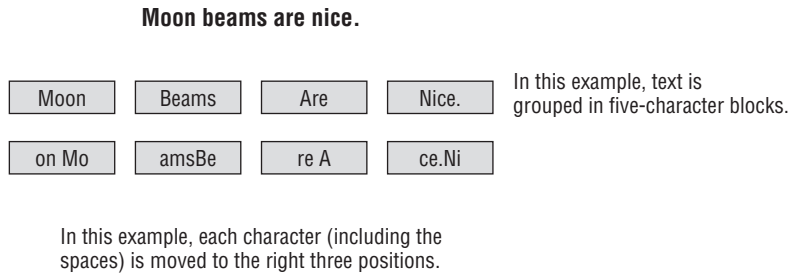 Moon beams are nice.
Moon Beams Are Nice.
In this example, text is
grouped in five-character blocks.
on Mo amsBe re A ce.Ni
In this example, each character (including the
spaces) is moved to the right three positions.